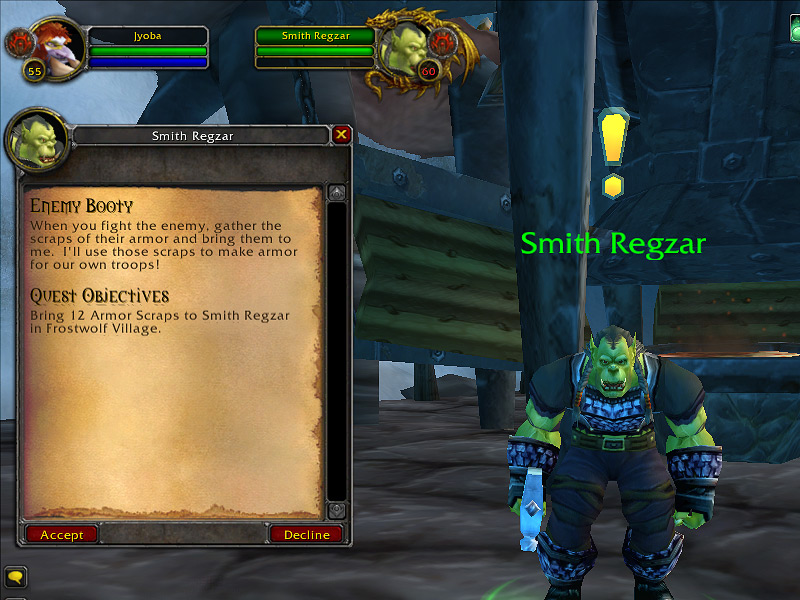 Jyoba
Smith Regzar
55
60
Smith Regzar
Enemy Booty
When you fight the enemy, gather the
scraps of their armor and bring them to
me. I'll use those scraps to make armor
for our own troops!
Quest Objectives
Bring 12 Armor Scraps to Smith Regzar
in Frostwolf Village.
Accept
Decline
Smith Regzar